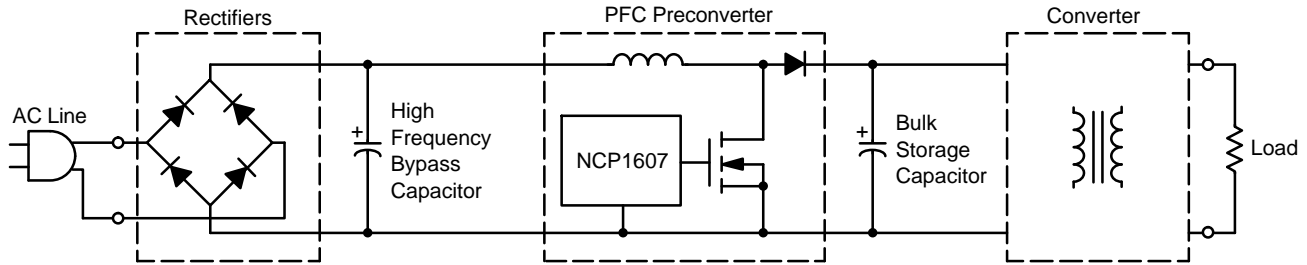 Rectifiers
PFC Preconverter
Converter
AC Line
+
High
Frequency
Bypass
Capacitor
NCP1607
+
Bulk
Storage
Capacitor
Load